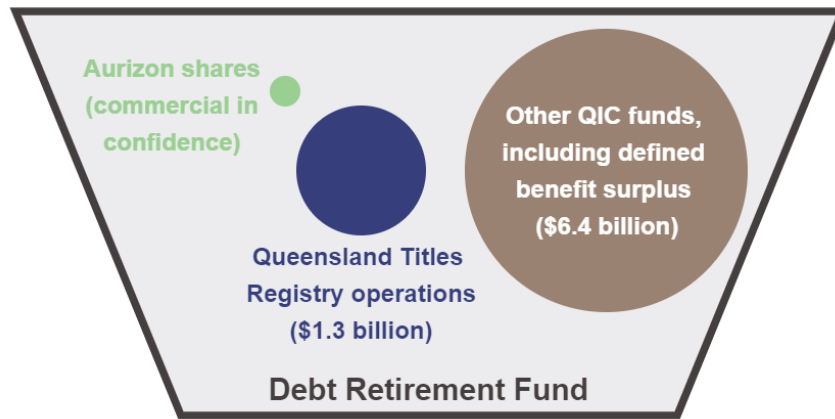 Aurizon shares
(commercial in
confidence)
Other QIC funds,
including defined
benefit surplus
($6.4 billion)
Queensland Titles
Registry operations
($1.3 billion)
Debt Retirement Fund